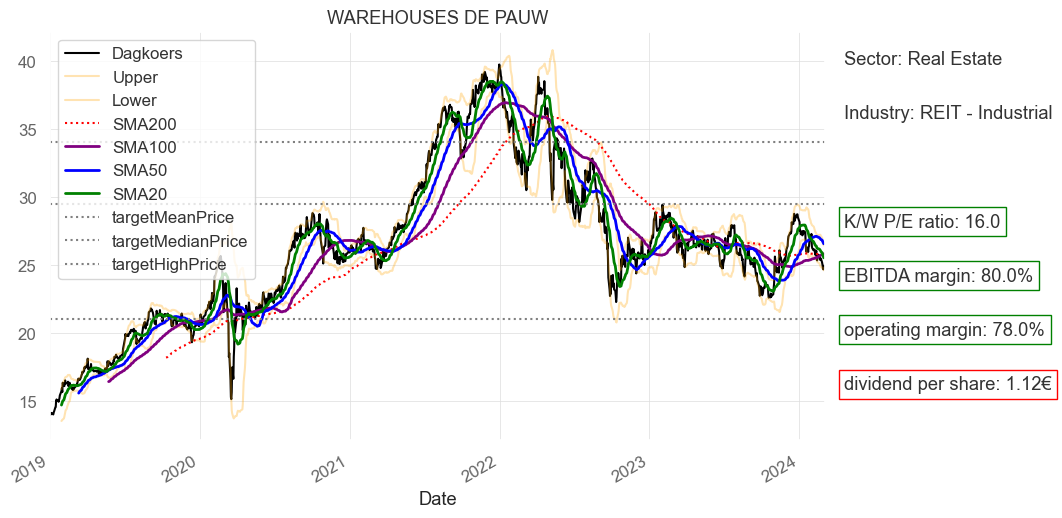 WAREHOUSES DE PAUW
Dagkoers
Upper
Lower
SMA200
SMA100
SMA50
SMA20
targetMeanPrice
targetMedianPrice
targetHighPrice
40
35
30
25
20
15
2019
2020
2021
2022
2023
2024
Date
Sector: Real Estate
Industry: REIT - Industrial
K/W P/E ratio: 16.0
EBITDA margin: 80.0%
operating margin: 78.0%
dividend per share: 1.12€